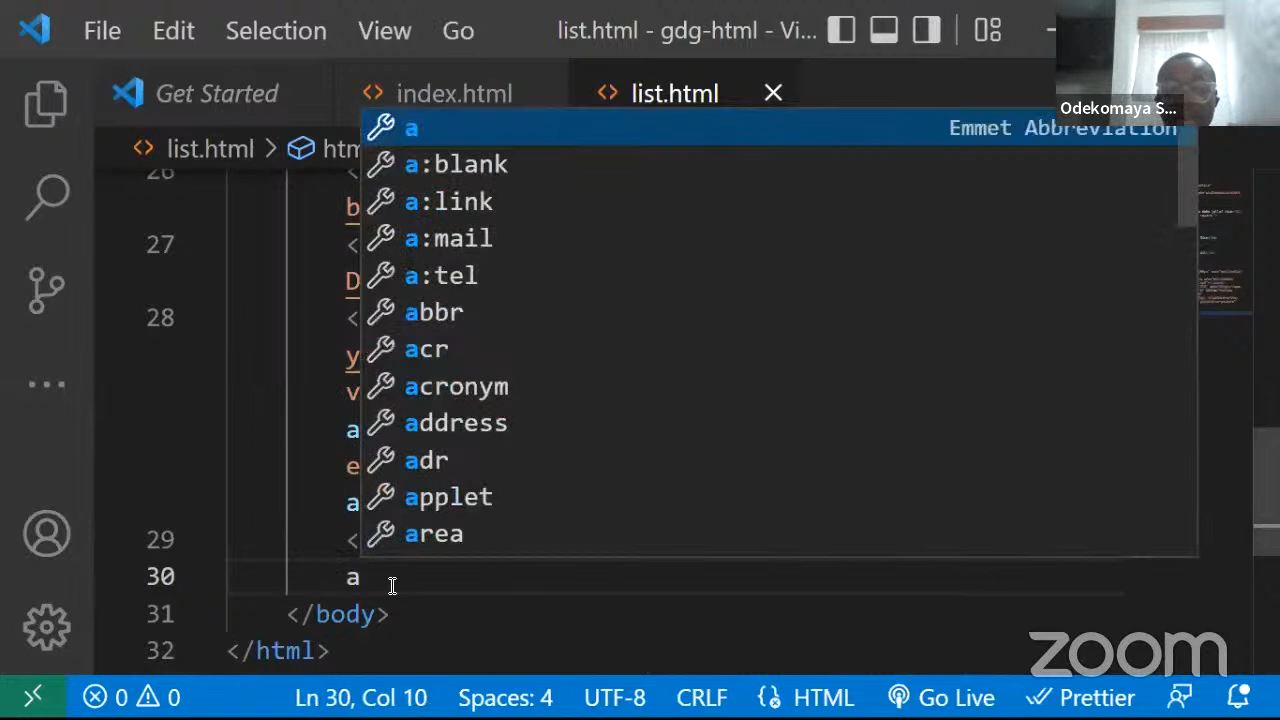 File Edit Selection View Go list.html - gdg-html - Vi...
Get Started index.html list.html
Odekomaya S...
list.html > htm
a Emmet Abbreviation
a:blank
a:link
a:mail
a:tel
abbr
acr
acronym
address
adr
applet
area
<
b
27 <
D
28 <
y
v
a
e
a
29 <
30 a
31 </body>
32 </html>
zoom
0 0 Ln 30, Col 10 Spaces: 4 UTF-8 CRLF HTML Go Live Prettier